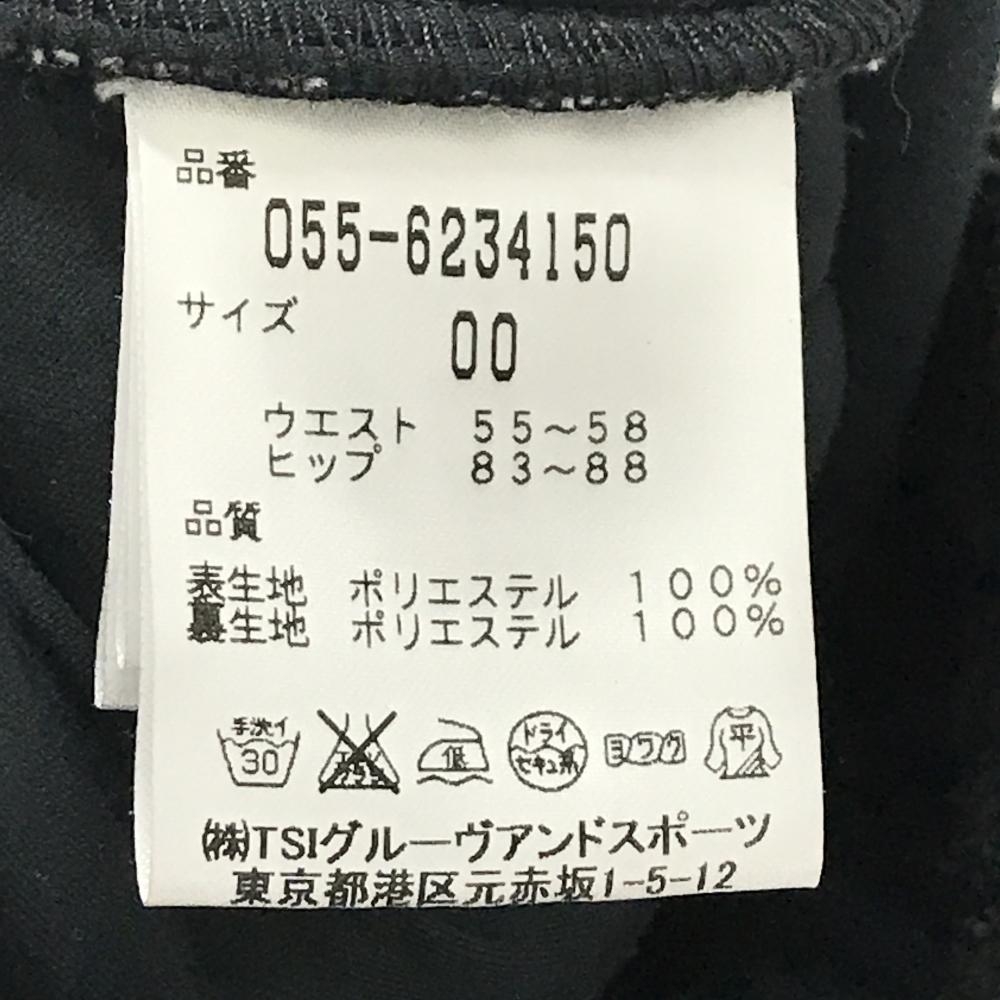 品番
055-6234150
サイズ
00
ウエスト 55～58
ヒップ 83～88
品質
表生地 ポリエステル 100%
裏生地 ポリエステル 100%
手洗イ 30 低 ドライ セキユ系 ヨワク 平
㈱TSIグルーヴアンドスポーツ
東京都港区元赤坂1-5-12